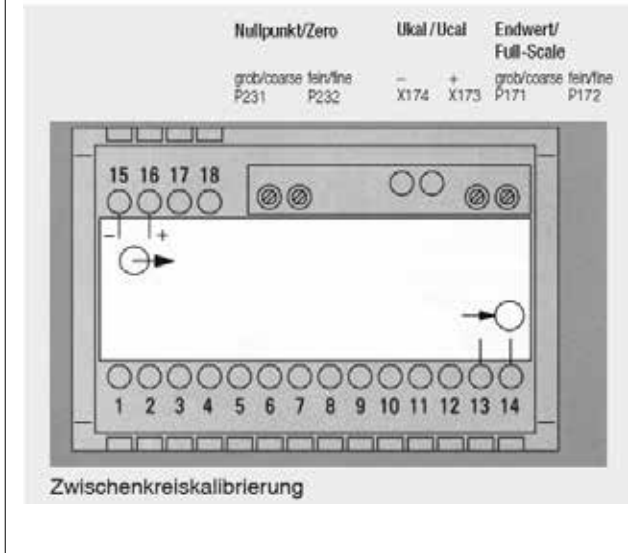 Nullpunkt/Zero Ukal/Ucal Endwert/
Full-Scale
grob/coarse fein/fine – + grob/coarse fein/fine
P231 P232 X174 X173 P171 P172
15 16 17 18
– +
1 2 3 4 5 6 7 8 9 10 11 12 13 14
Zwischenkreiskalibrierung